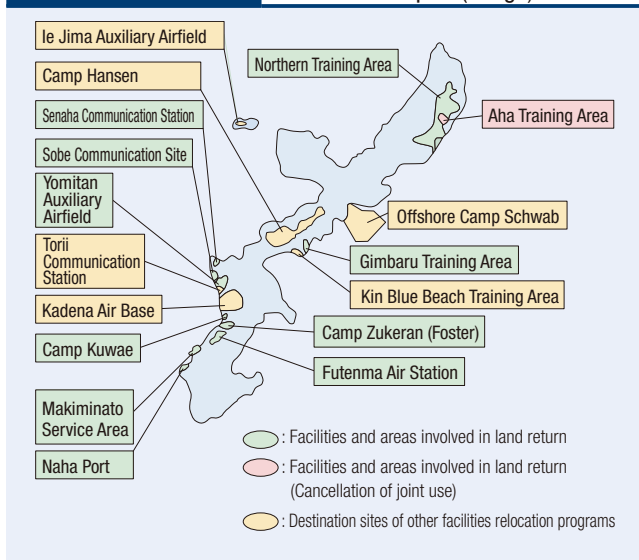 Ie Jima Auxiliary Airfield
Camp Hansen
Senaha Communication Station
Sobe Communication Site
Yomitan
Auxiliary
Airfield
Torii
Communication
Station
Kadena Air Base
Camp Kuwae
Makiminato
Service Area
Naha Port
Northern Training Area
Aha Training Area
Offshore Camp Schwab
Gimbaru Training Area
Kin Blue Beach Training Area
Camp Zukeran (Foster)
Futenma Air Station
: Facilities and areas involved in land return
: Facilities and areas involved in land return
(Cancellation of joint use)
: Destination sites of other facilities relocation programs